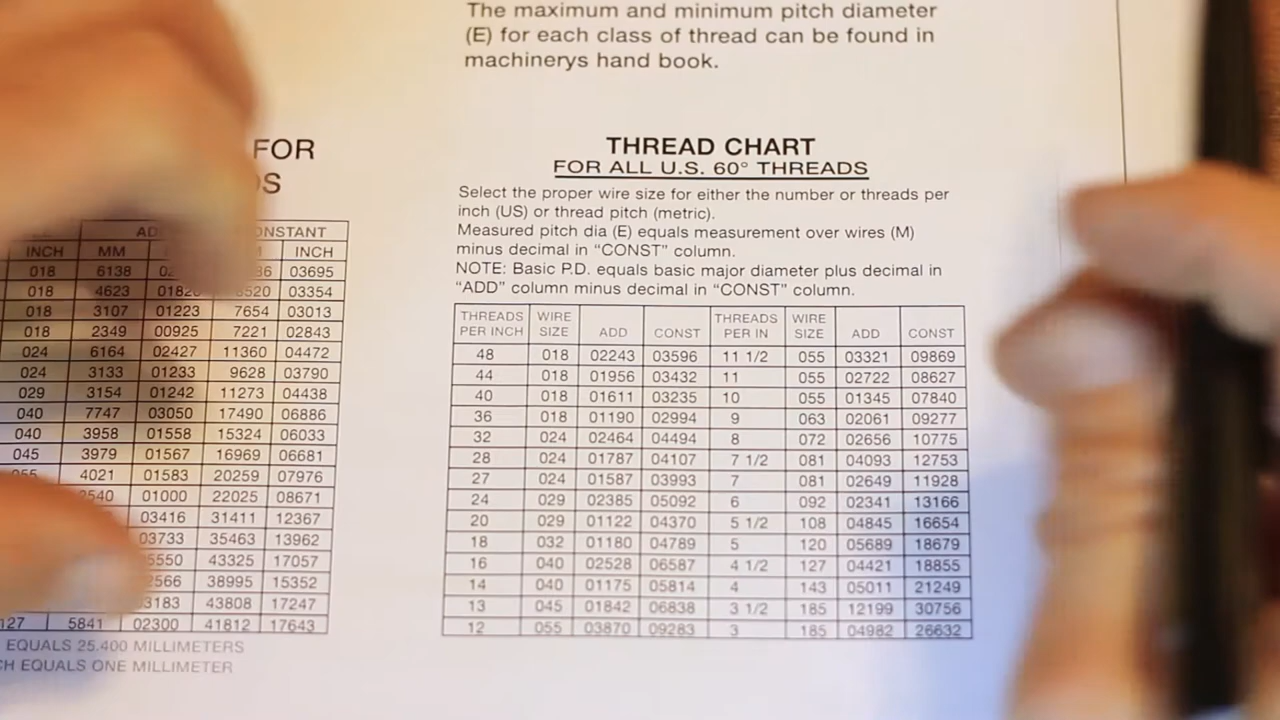 The maximum and minimum pitch diameter
(E) for each class of thread can be found in
machinerys hand book.
FOR
THREAD CHART
FOR ALL U.S. 60° THREADS
Select the proper wire size for either the number or threads per
inch (US) or thread pitch (metric).
Measured pitch dia (E) equals measurement over wires (M)
minus decimal in "CONST" column.
NOTE: Basic P.D. equals basic major diameter plus decimal in
"ADD" column minus decimal in "CONST" column.
INCH MM INCH
018 6138 03695
018 4623 01820 03354
018 3107 01223 7654 03013
018 2349 00925 7221 02843
024 6164 02427 11360 04472
024 3133 01233 9628 03790
029 3154 01242 11273 04438
040 7747 03050 17490 06886
040 3958 01558 15324 06033
045 3979 01567 16969 06681
4021 01583 20259 07976
2540 01000 22025 08671
03416 31411 12367
03733 35463 13962
43325 17057
38995 15352
43808 17247
5841 02300 41812 17643
EQUALS 25.400 MILLIMETERS
EQUALS ONE MILLIMETER
THREADS PER INCH WIRE SIZE ADD CONST THREADS PER IN WIRE SIZE ADD CONST
48 018 02243 03596 11 1/2 055 03321 09869
44 018 01956 03432 11 055 02722 08627
40 018 01611 03235 10 055 01345 07840
36 018 01190 02994 9 063 02061 09277
32 024 02464 04494 8 072 02656 10775
28 024 01787 04107 7 1/2 081 04093 12753
27 024 01587 03993 7 081 02649 11928
24 029 02385 05092 6 092 02341 13166
20 029 01122 04370 5 1/2 108 04845 16654
18 032 01180 04789 5 120 05689 18679
16 040 02528 06587 4 1/2 127 04421 18855
14 040 01175 05814 4 143 05011 21249
13 045 01842 06838 3 1/2 185 12199 30756
12 055 03870 09283 3 185 04982 26632